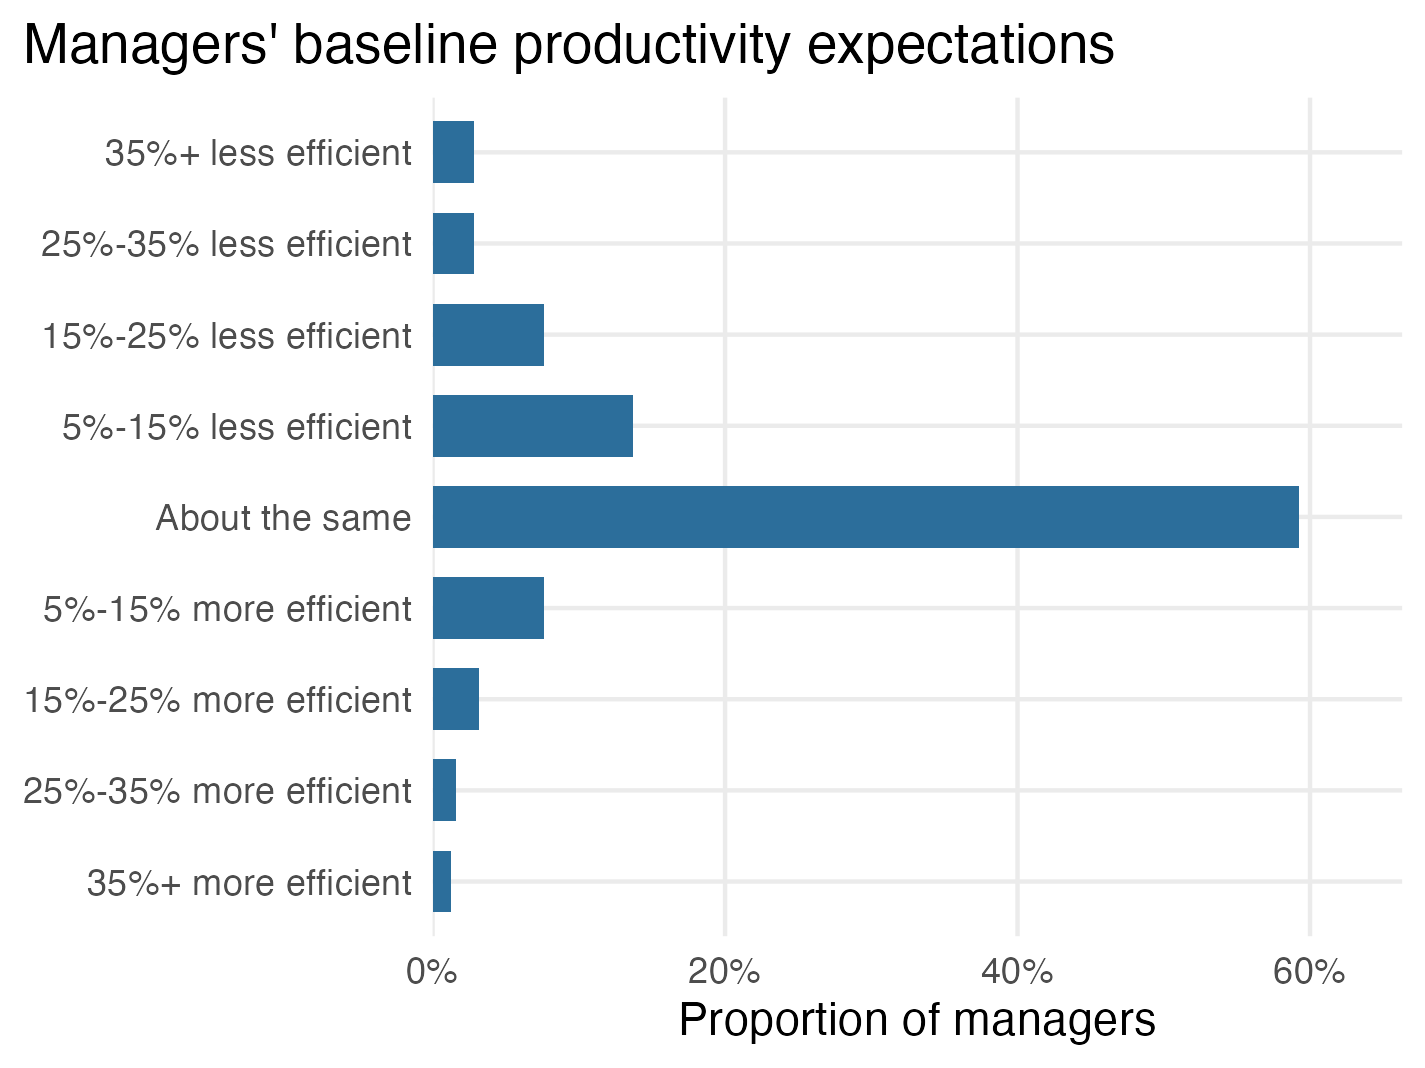 Managers' baseline productivity expectations
35%+ less efficient
25%-35% less efficient
15%-25% less efficient
5%-15% less efficient
About the same
5%-15% more efficient
15%-25% more efficient
25%-35% more efficient
35%+ more efficient
0% 20% 40% 60%
Proportion of managers